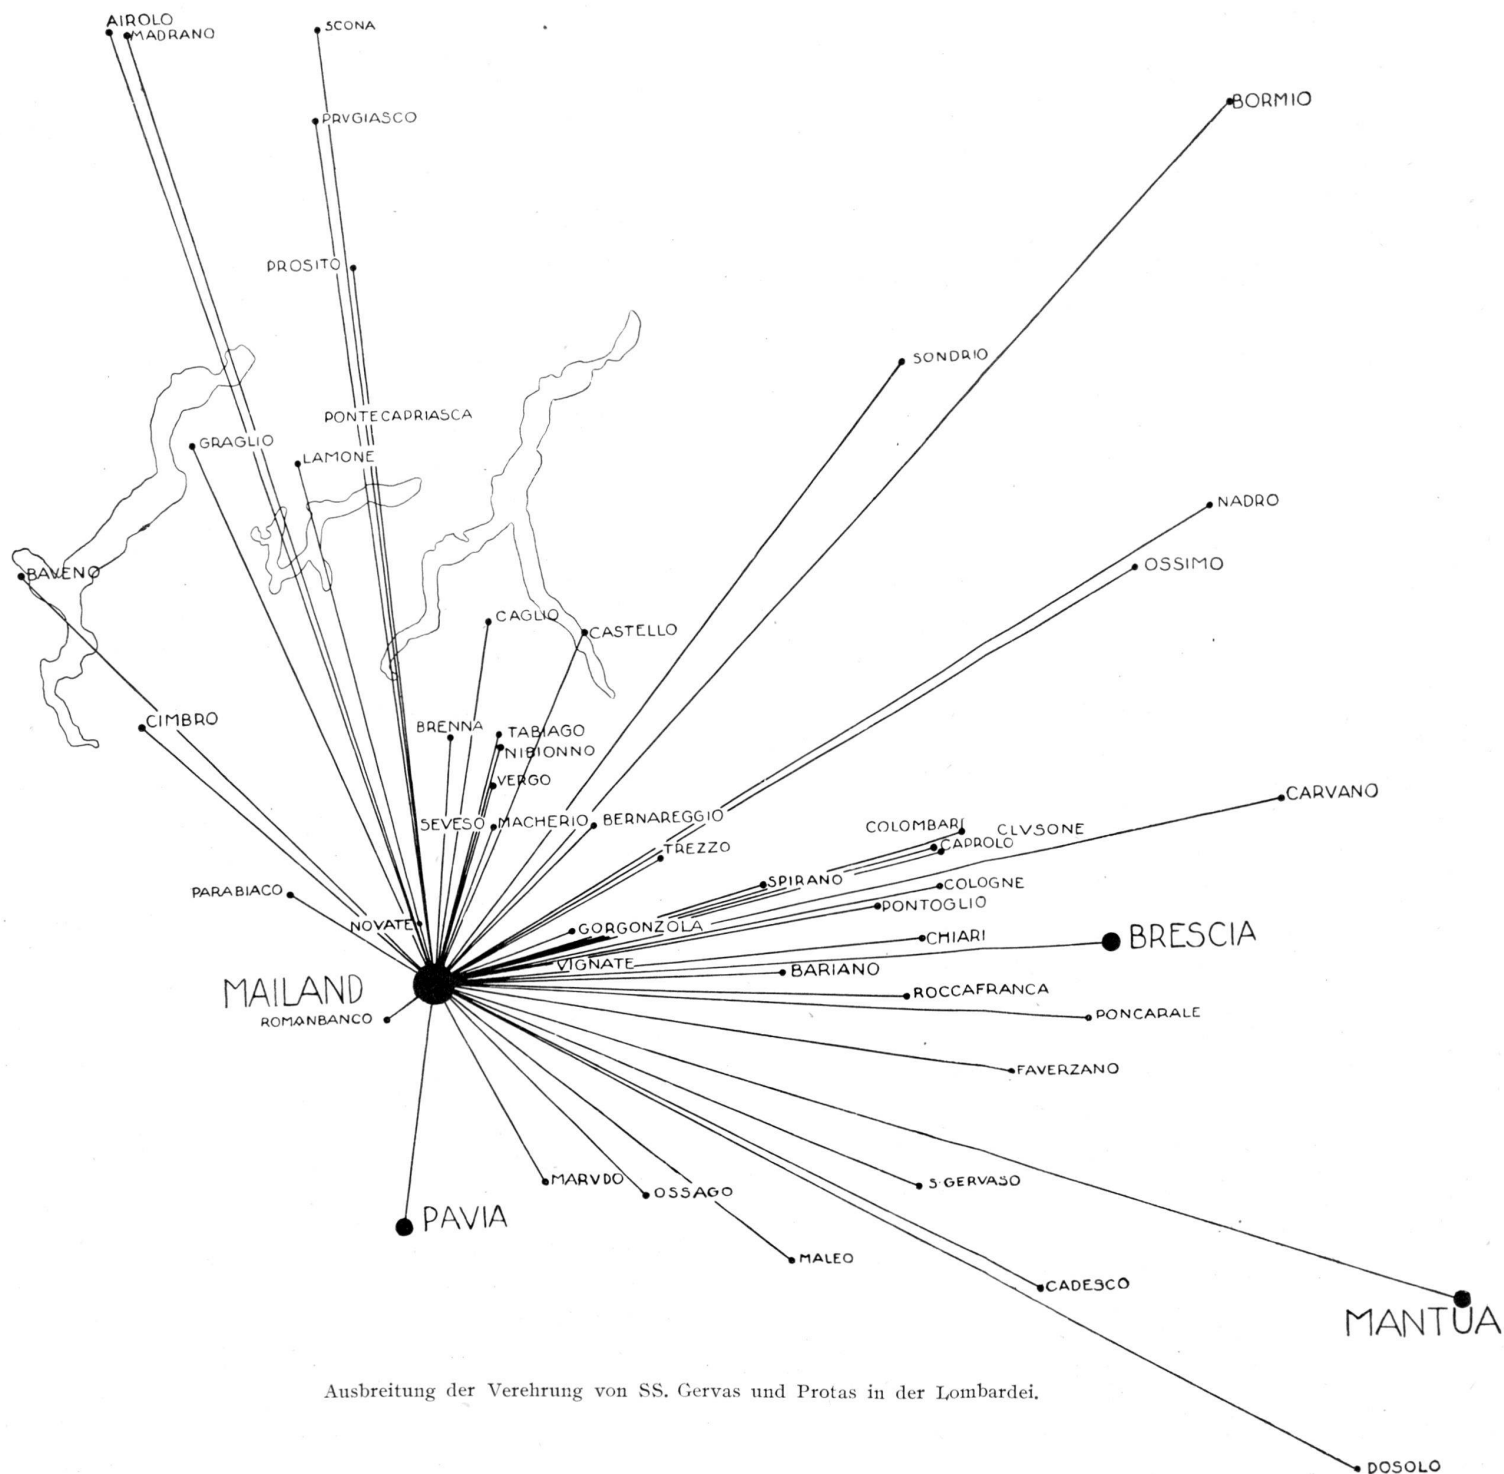 AIROLO
MADRANO
SCONA
PRVGIASCO
BORMIO
PROSITO
SONDRIO
PONTECAPRIASCA
GRAGLIO
LAMONE
NADRO
OSSIMO
BAVENO
CAGLIO
CASTELLO
CIMBRO
BRENNA
TABIAGO
NIBIONNO
VERGO
CARVANO
SEVESO
MACHERIO
BERNAREGGIO
COLOMBARI
CLVSONE
CAPROLO
TREZZO
SPIRANO
COLOGNE
PARABIACO
PONTOGLIO
NOVATE
GORGONZOLA
CHIARI
BRESCIA
VIGNATE
BARIANO
MAILAND
ROCCAFRANCA
ROMANBANCO
PONCARALE
FAVERZANO
MARVDO
OSSAGO
S·GERVASO
PAVIA
MALEO
CADESCO
MANTUA
Ausbreitung der Verehrung von SS. Gervas und Protas in der Lombardei.
DOSOLO